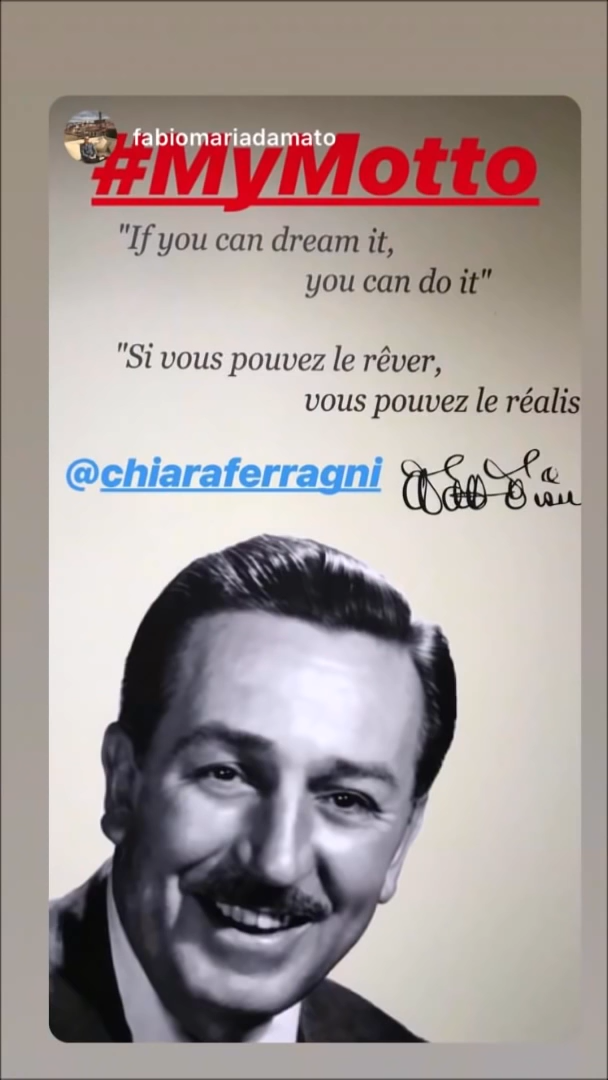 fabiomariadamato
#MyMotto
"If you can dream it,
you can do it"
"Si vous pouvez le rêver,
vous pouvez le réalis
@chiaraferragni